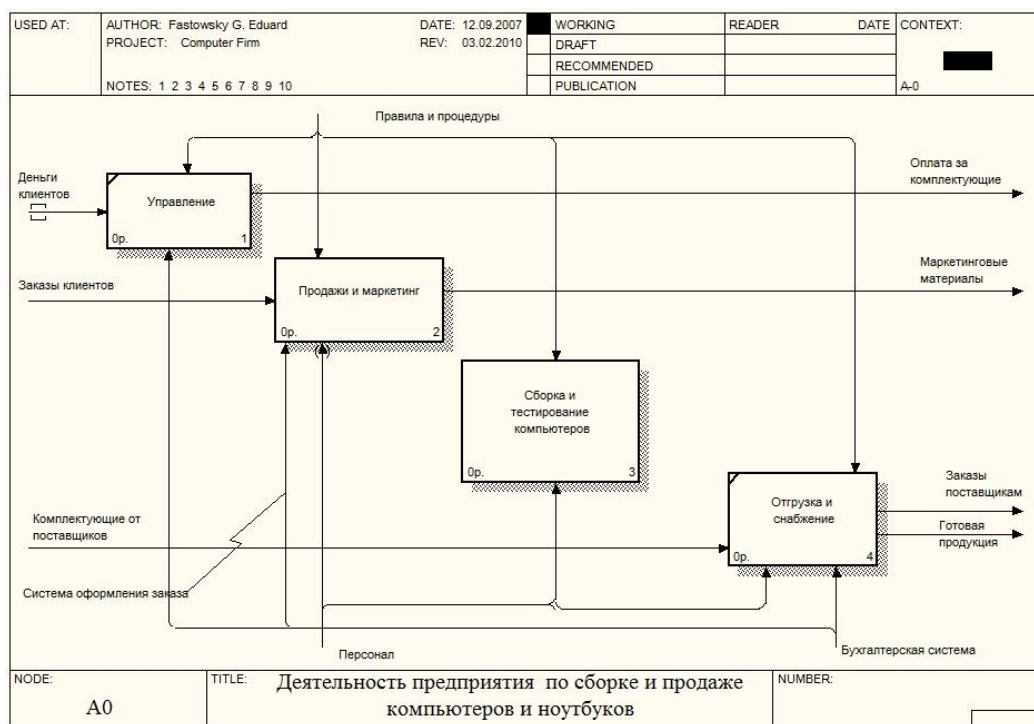 USED AT:
AUTHOR: Fastowsky G. Eduard
DATE: 12.09.2007
PROJECT: Computer Firm
REV: 03.02.2010
NOTES: 1 2 3 4 5 6 7 8 9 10
WORKING
DRAFT
RECOMMENDED
PUBLICATION
READER
DATE
CONTEXT:
A-0
Правила и процедуры
Деньги
клиентов
Управление
0р.
1
Оплата за
комплектующие
Заказы клиентов
Продажи и маркетинг
0р.
2
Маркетинговые
материалы
Сборка и
тестирование
компьютеров
0р.
3
Комплектующие от
поставщиков
Отгрузка и
снабжение
0р.
4
Заказы
поставщикам
Готовая
продукция
Система оформления заказа
Персонал
Бухгалтерская система
NODE:
A0
TITLE:
Деятельность предприятия по сборке и продаже
компьютеров и ноутбуков
NUMBER: